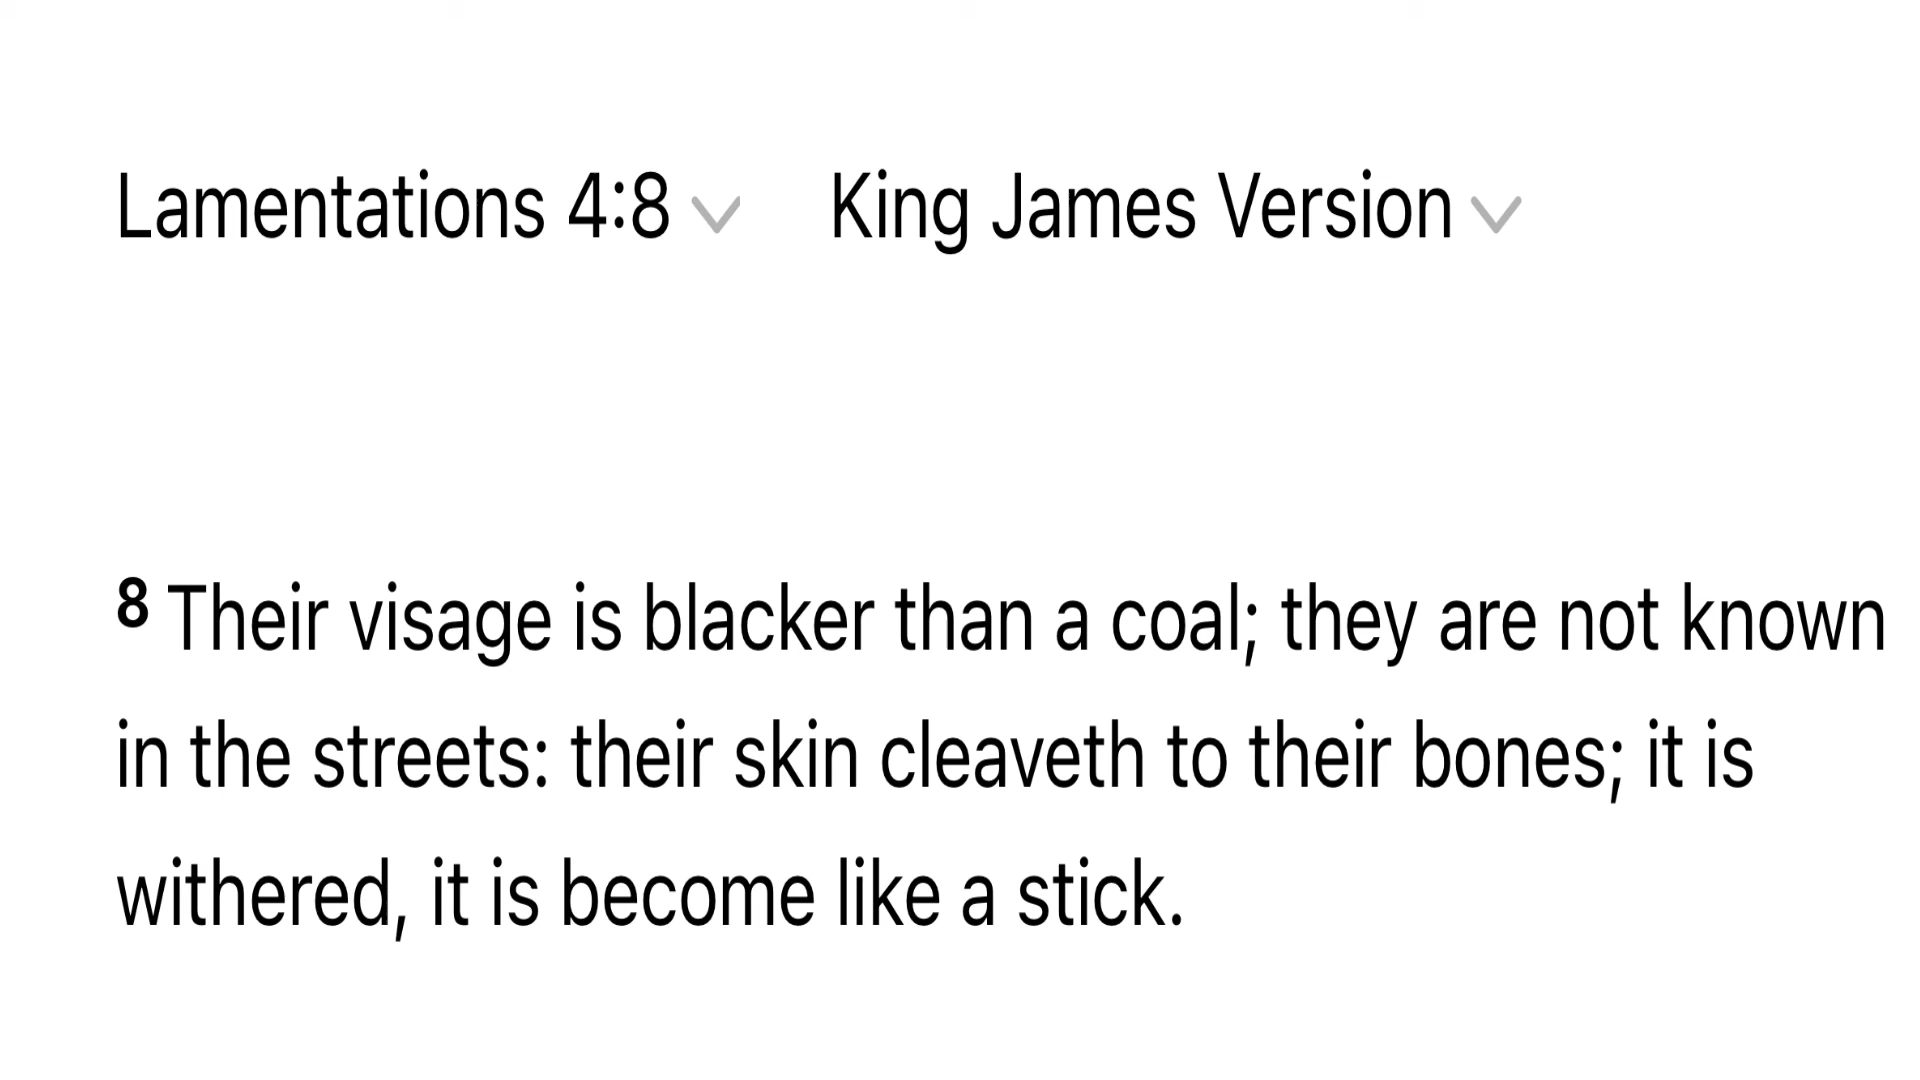 Lamentations 4:8 King James Version
8 Their visage is blacker than a coal; they are not known
in the streets: their skin cleaveth to their bones; it is
withered, it is become like a stick.